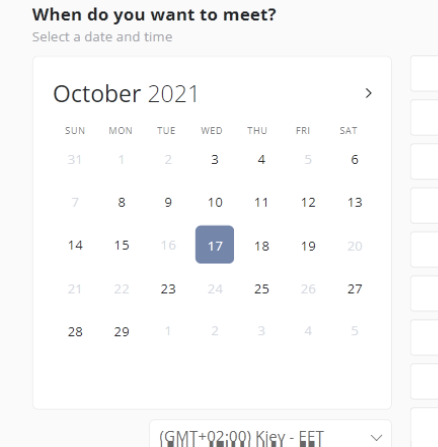 When do you want to meet?
Select a date and time
October 2021
SUN MON TUE WED THU FRI SAT
31 1 2 3 4 5 6
7 8 9 10 11 12 13
14 15 16 17 18 19 20
21 22 23 24 25 26 27
28 29 1 2 3 4 5
(GMT+02:00) Kiev - EET